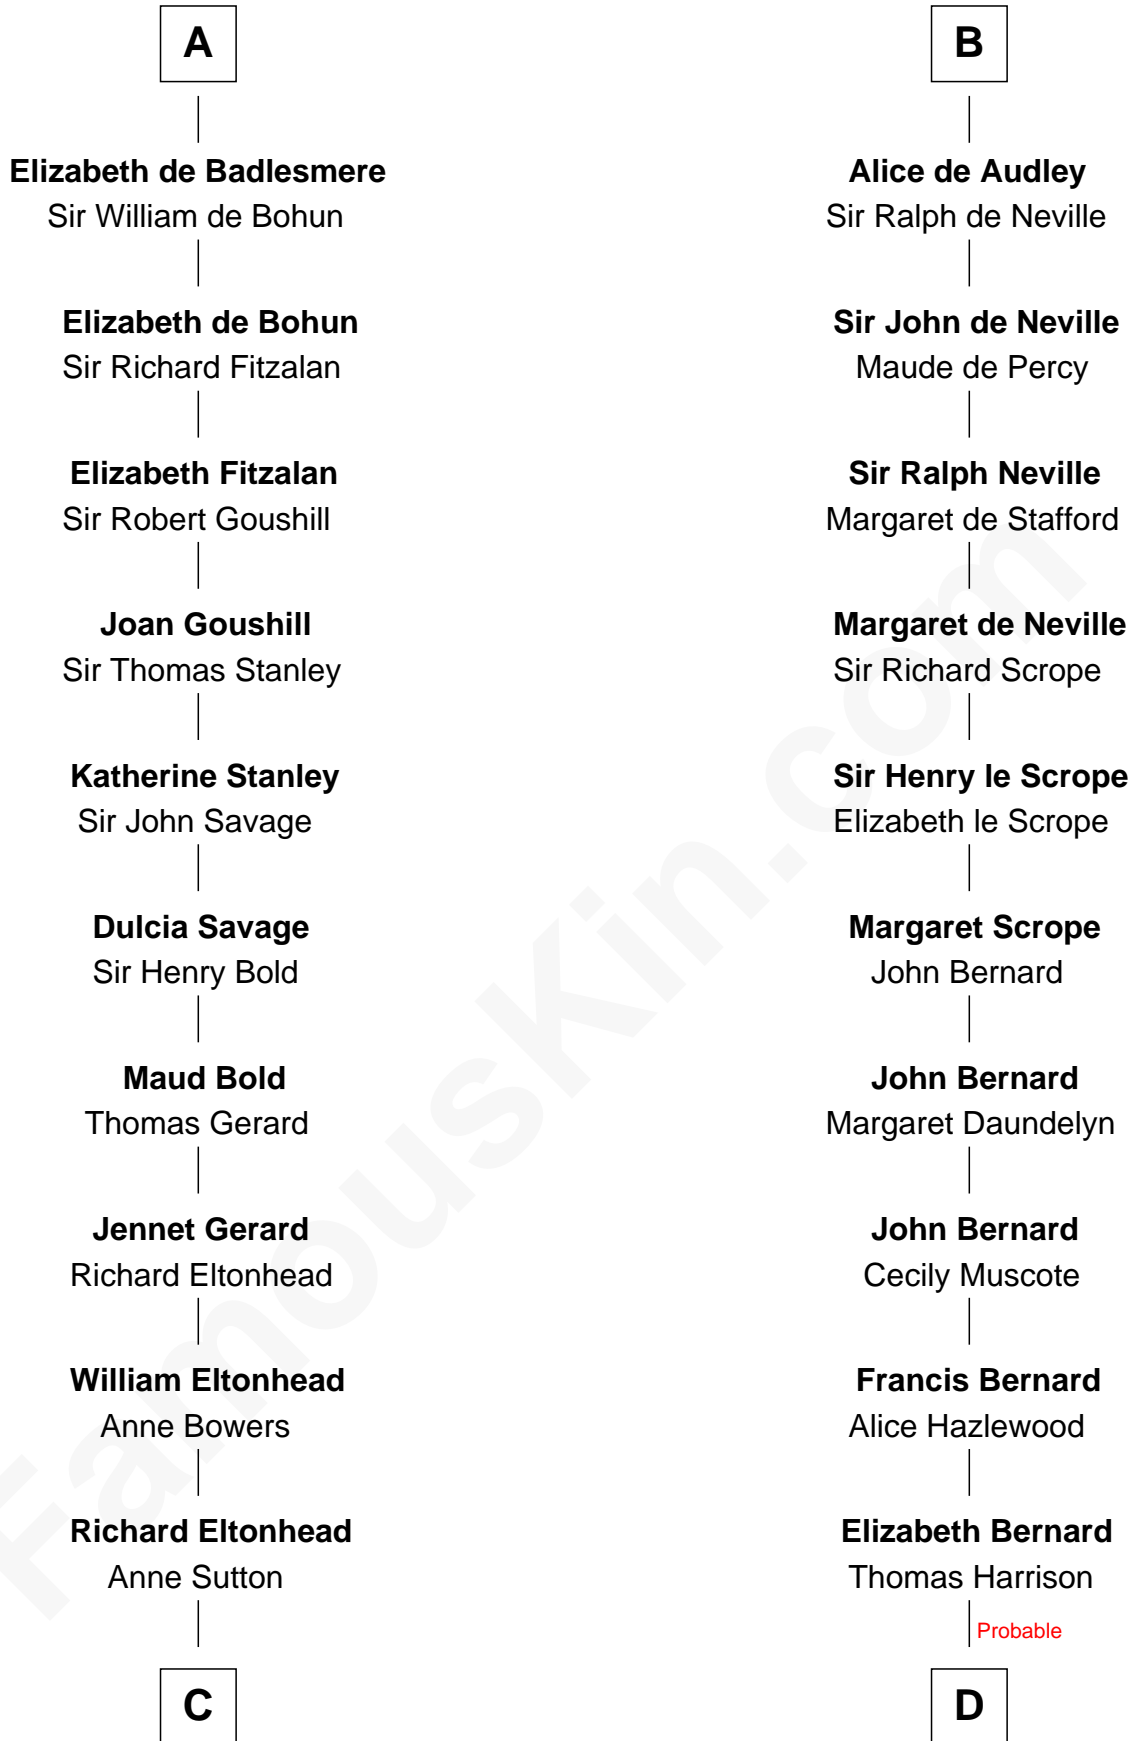 A
Elizabeth de Badlesmere
Sir William de Bohun
Elizabeth de Bohun
Sir Richard Fitzalan
Elizabeth Fitzalan
Sir Robert Goushill
Joan Goushill
Sir Thomas Stanley
Katherine Stanley
Sir John Savage
Dulcia Savage
Sir Henry Bold
Maud Bold
Thomas Gerard
Jennet Gerard
Richard Eltonhead
William Eltonhead
Anne Bowers
Richard Eltonhead
Anne Sutton
C
B
Alice de Audley
Sir Ralph de Neville
Sir John de Neville
Maude de Percy
Sir Ralph Neville
Margaret de Stafford
Margaret de Neville
Sir Richard Scrope
Sir Henry le Scrope
Elizabeth le Scrope
Margaret Scrope
John Bernard
John Bernard
Margaret Daundelyn
John Bernard
Cecily Muscote
Francis Bernard
Alice Hazlewood
Elizabeth Bernard
Thomas Harrison
Probable
D
FamousKin.com